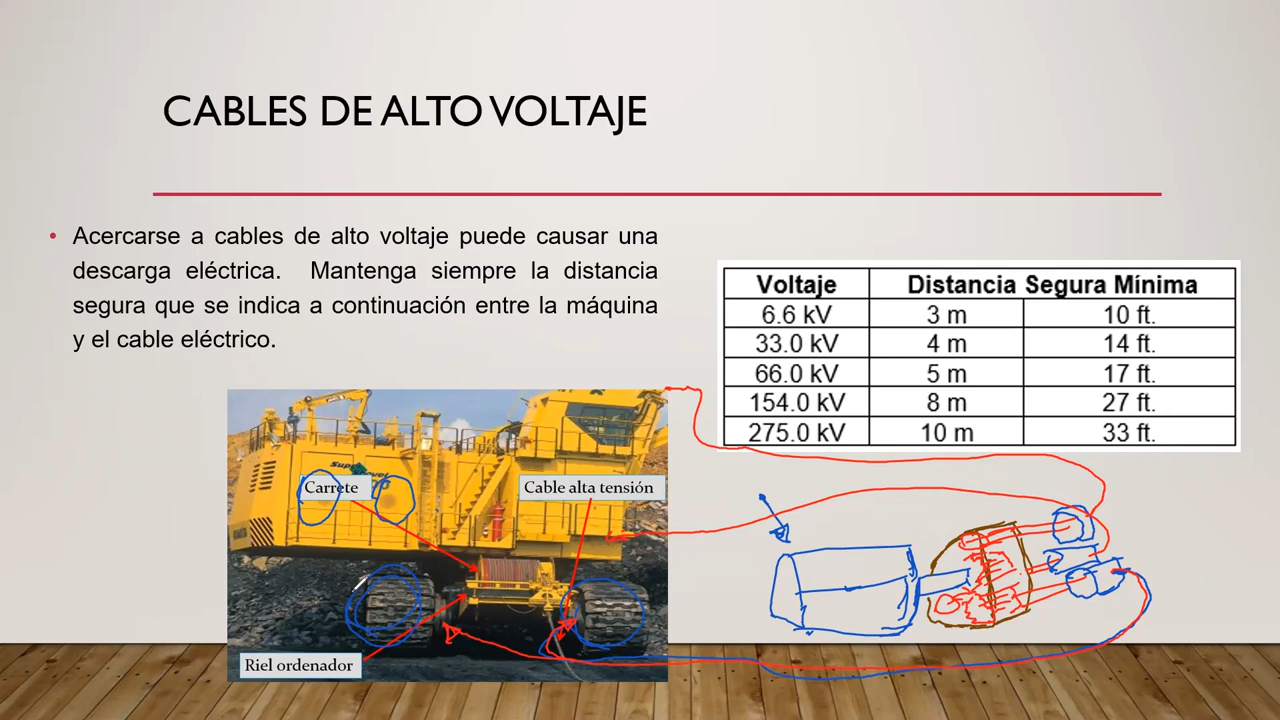 CABLES DE ALTO VOLTAJE
• Acercarse a cables de alto voltaje puede causar una
descarga eléctrica. Mantenga siempre la distancia
segura que se indica a continuación entre la máquina
y el cable eléctrico.
Voltaje Distancia Segura Mínima
6.6 kV 3 m 10 ft.
33.0 kV 4 m 14 ft.
66.0 kV 5 m 17 ft.
154.0 kV 8 m 27 ft.
275.0 kV 10 m 33 ft.
Carrete
Cable alta tensión
Riel ordenador